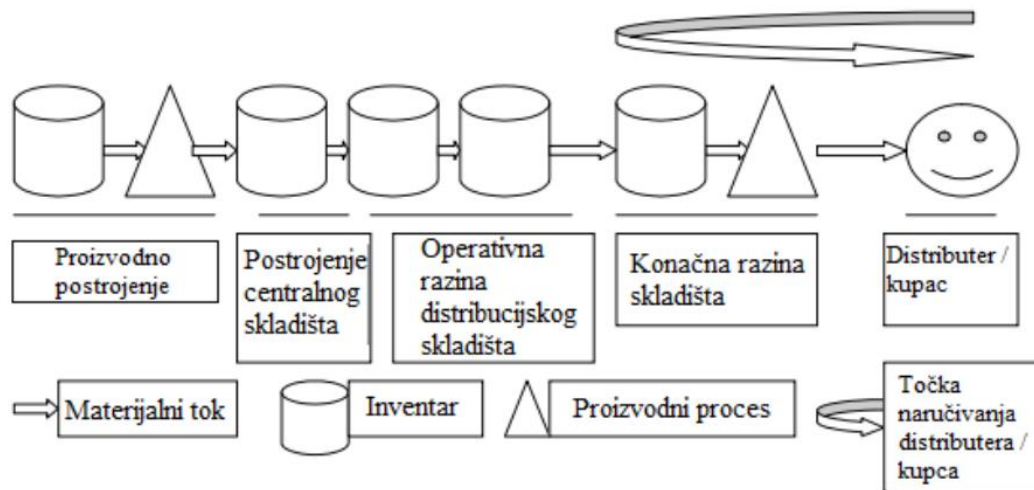 Proizvodno
postrojenje
Postrojenje
centralnog
skladišta
Operativna
razina
distribucijskog
skladišta
Konačna razina
skladišta
Distributer /
kupac
Materijalni tok
Inventar
Proizvodni proces
Točka
naručivanja
distributera /
kupca